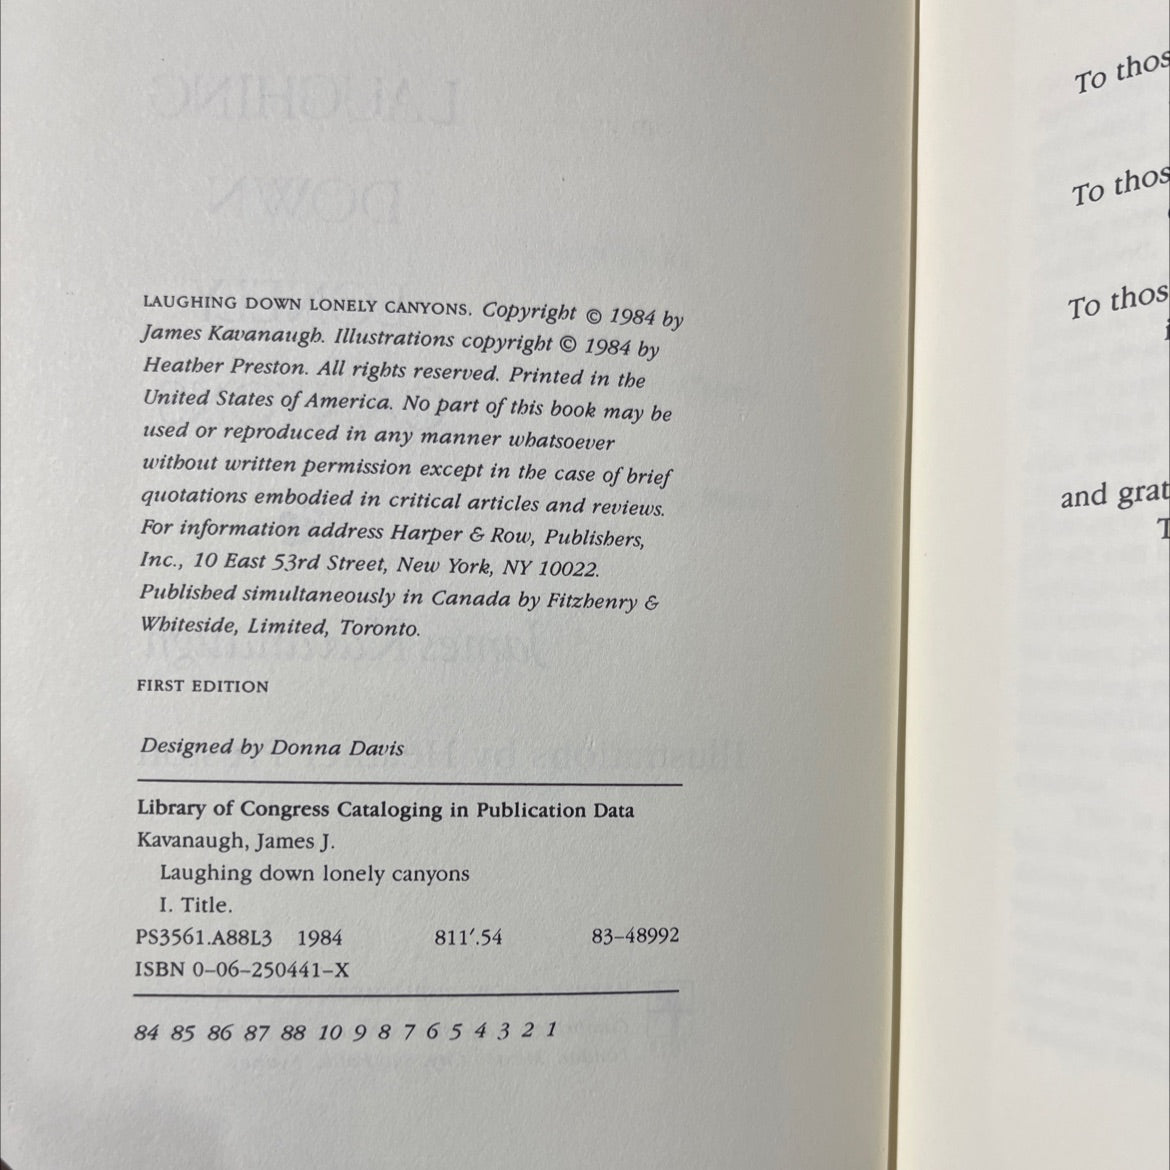 LAUGHING DOWN LONELY CANYONS. Copyright © 1984 by
James Kavanaugh. Illustrations copyright © 1984 by
Heather Preston. All rights reserved. Printed in the
United States of America. No part of this book may be
used or reproduced in any manner whatsoever
without written permission except in the case of brief
quotations embodied in critical articles and reviews.
For information address Harper & Row, Publishers,
Inc., 10 East 53rd Street, New York, NY 10022.
Published simultaneously in Canada by Fitzhenry &
Whiteside, Limited, Toronto.
FIRST EDITION
Designed by Donna Davis
Library of Congress Cataloging in Publication Data
Kavanaugh, James J.
Laughing down lonely canyons
I. Title.
PS3561.A88L3 1984 811′.54 83–48992
ISBN 0–06–250441–X
84 85 86 87 88 10 9 8 7 6 5 4 3 2 1
To thos
To thos
To thos
and grat